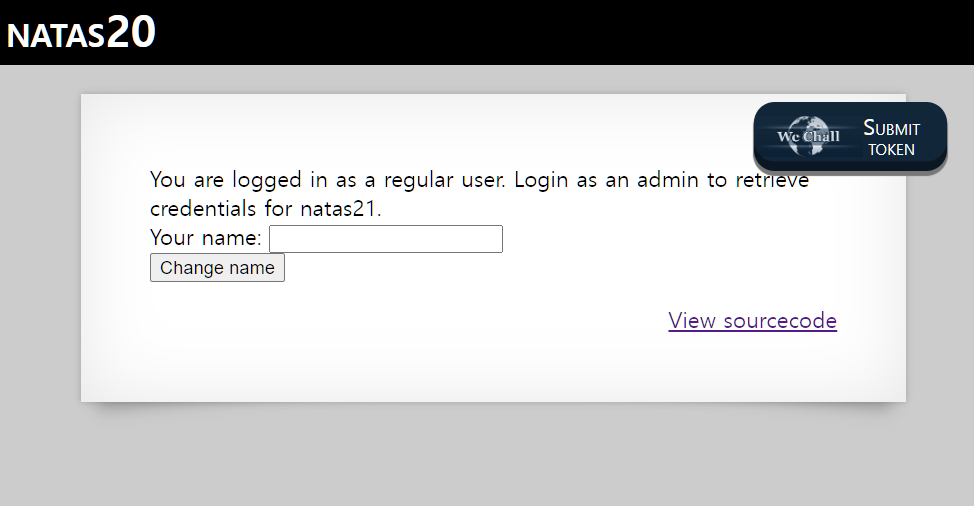 NATAS20
We Chall
SUBMIT
TOKEN
You are logged in as a regular user. Login as an admin to retrieve
credentials for natas21.
Your name:
Change name
View sourcecode